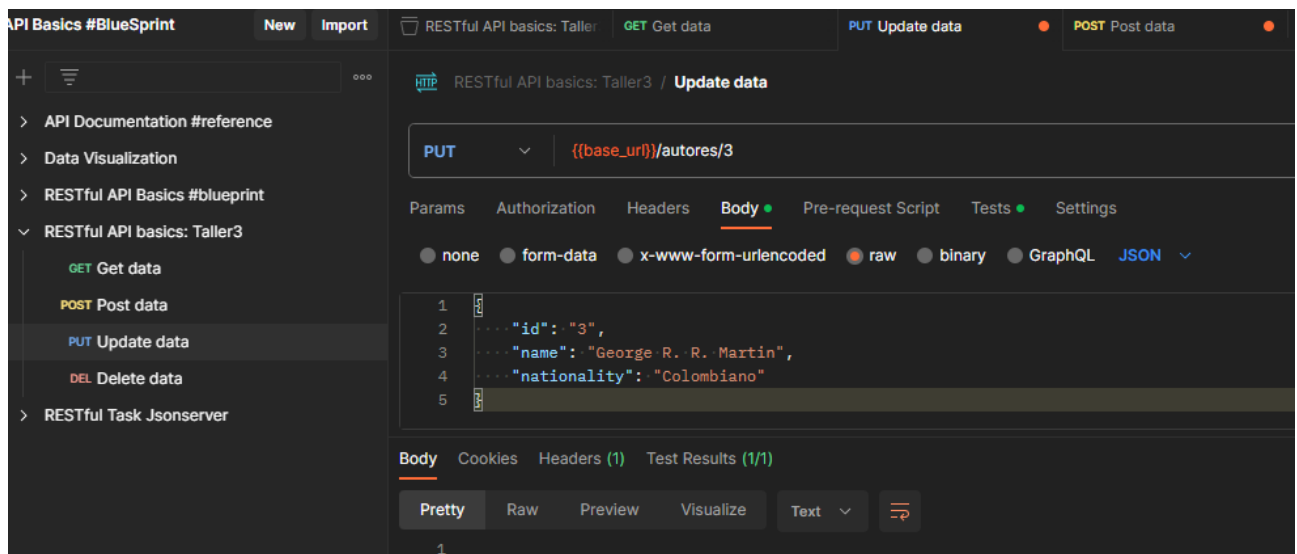 API Basics #BlueSprint New Import
RESTful API basics: Taller GET Get data PUT Update data POST Post data
HTTP RESTful API basics: Taller3 / Update data
API Documentation #reference
Data Visualization
RESTful API Basics #blueprint
RESTful API basics: Taller3
GET Get data
POST Post data
PUT Update data
DEL Delete data
RESTful Task Jsonserver
PUT {{base_url}}/autores/3
Params Authorization Headers Body Pre-request Script Tests Settings
none form-data x-www-form-urlencoded raw binary GraphQL JSON
1 {
2 "id": "3",
3 "name": "George R. R. Martin",
4 "nationality": "Colombiano"
5 }
Body Cookies Headers (1) Test Results (1/1)
Pretty Raw Preview Visualize Text
1